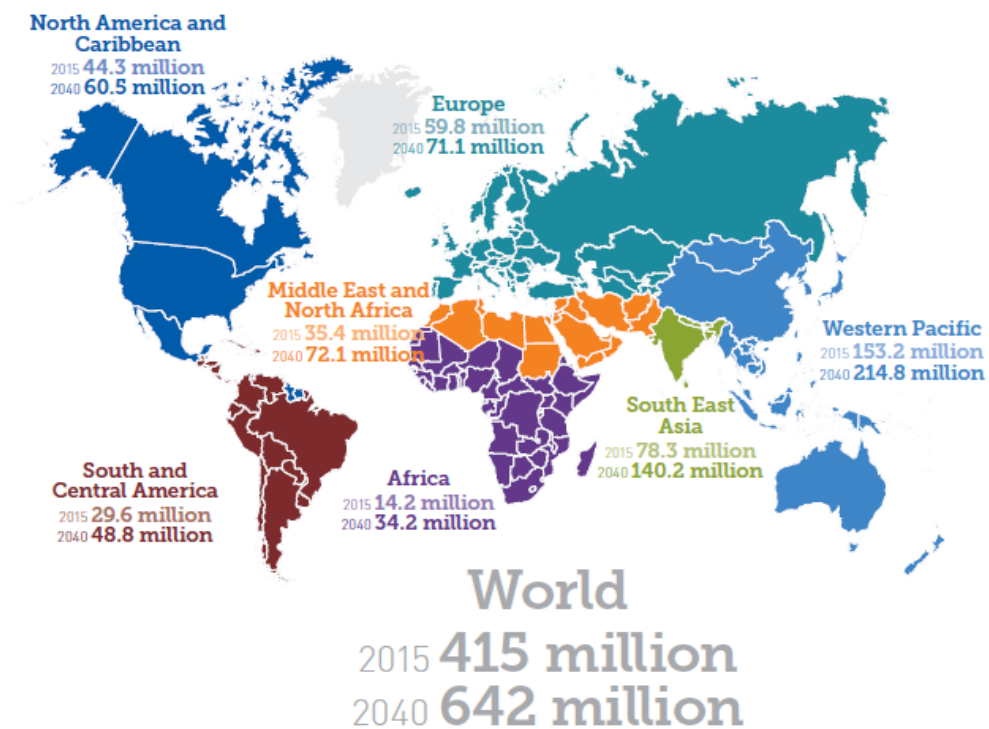 North America and
Caribbean
2015 44.3 million
2040 60.5 million
Europe
2015 59.8 million
2040 71.1 million
Middle East and
North Africa
2015 35.4 million
2040 72.1 million
Western Pacific
2015 153.2 million
2040 214.8 million
South East
Asia
2015 78.3 million
2040 140.2 million
South and
Central America
2015 29.6 million
2040 48.8 million
Africa
2015 14.2 million
2040 34.2 million
World
2015 415 million
2040 642 million